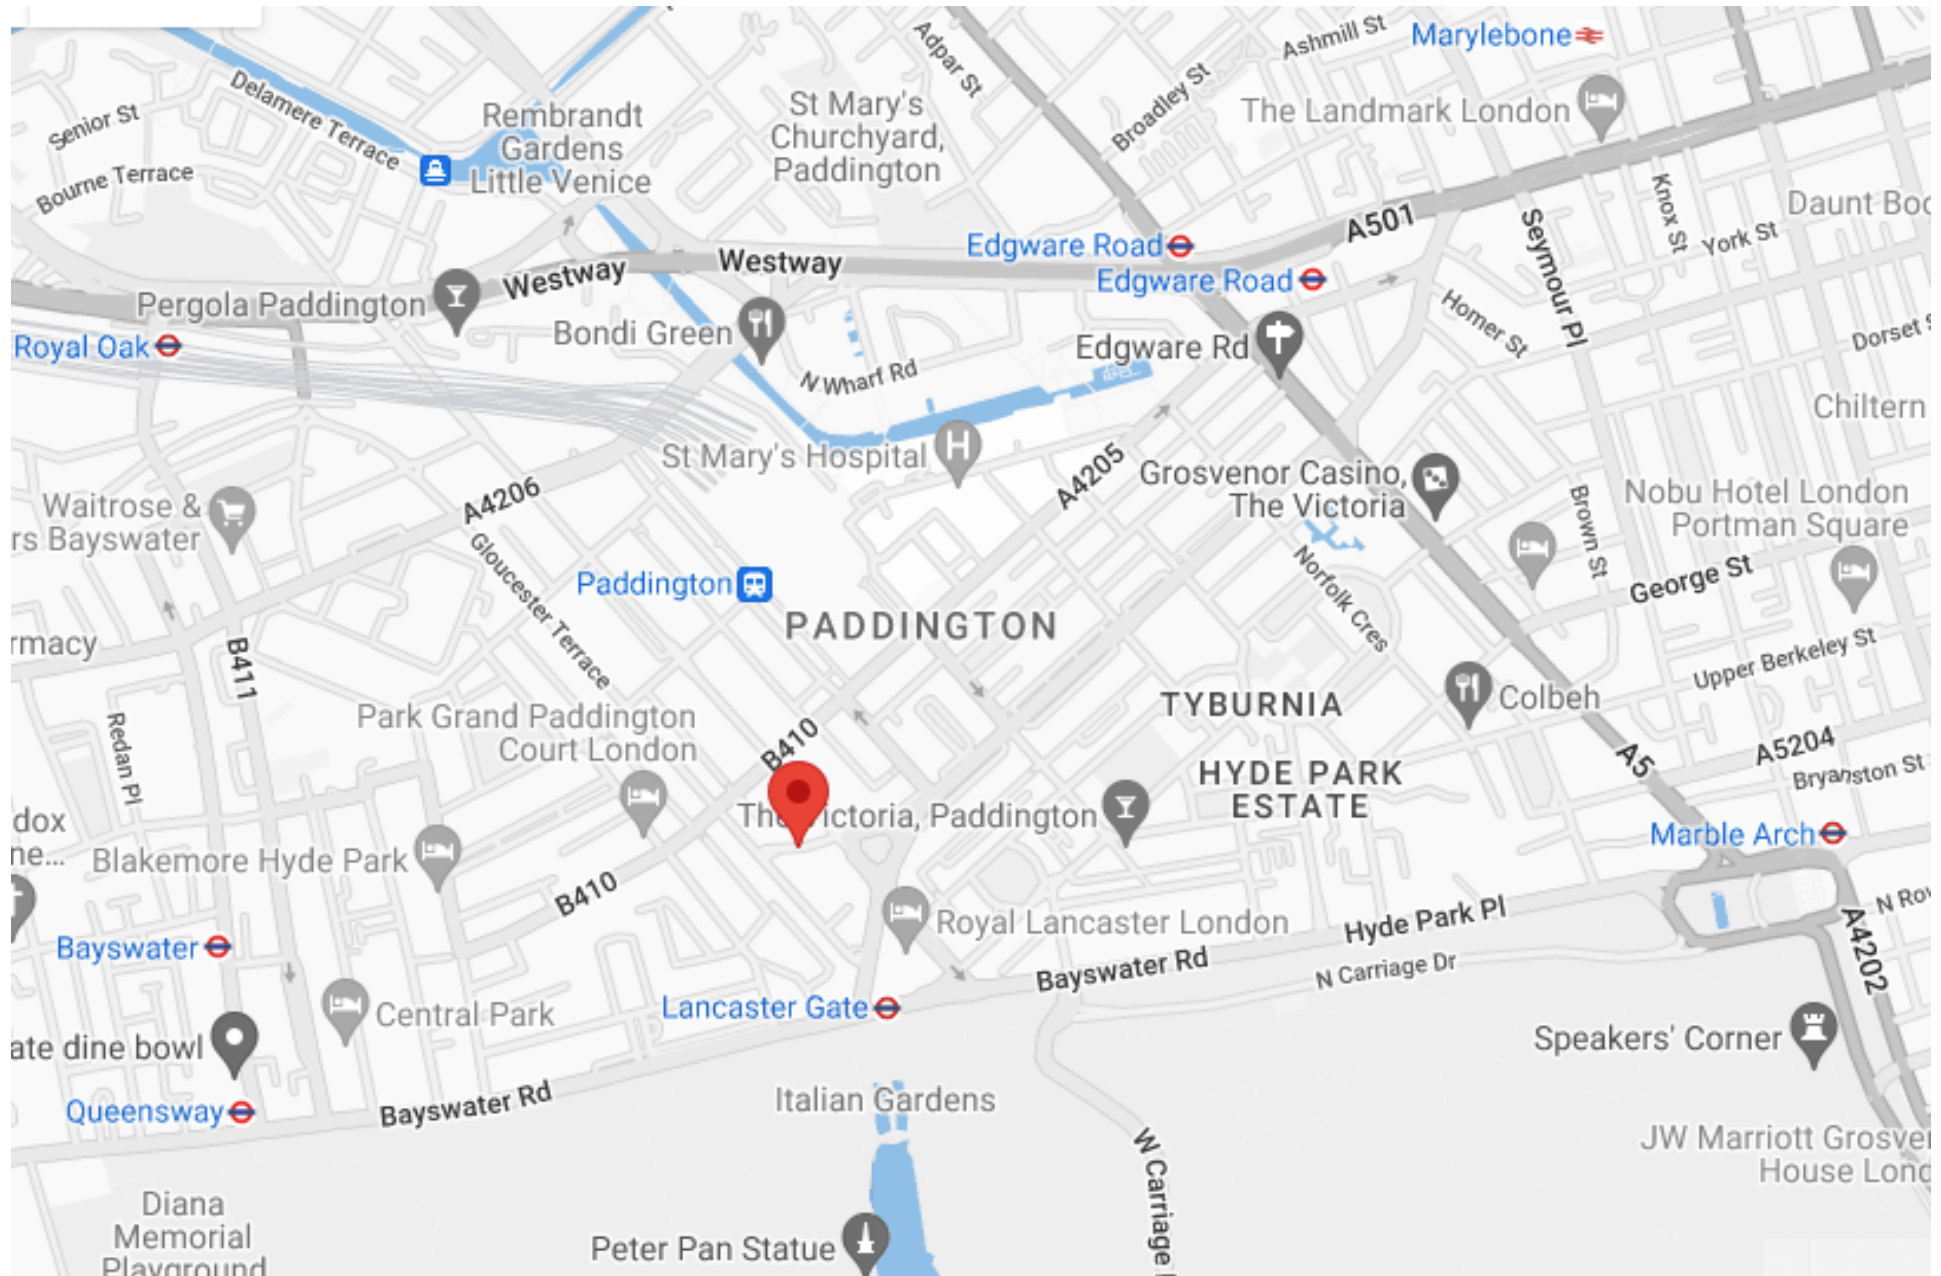 Ashmill St
Marylebone
Adpar St
Delamere Terrace
Senior St
Bourne Terrace
Rembrandt
Gardens
Little Venice
St Mary's
Churchyard,
Paddington
Broadley St
The Landmark London
Knox St
York St
Seymour Pl
Daunt Boo
A501
Edgware Road
Edgware Road
Westway
Westway
Pergola Paddington
Royal Oak
Bondi Green
N Wharf Rd
Edgware Rd
Homer St
Dorset S
Chiltern
St Mary's Hospital
A4205
Grosvenor Casino,
The Victoria
Nobu Hotel London
Portman Square
Brown St
George St
Waitrose &
rs Bayswater
A4206
Gloucester Terrace
Paddington
PADDINGTON
Norfolk Cres
Upper Berkeley St
rmacy
B411
Redan Pl
Park Grand Paddington
Court London
B410
TYBURNIA
Colbeh
A5
A5204
Bryanston St
HYDE PARK
ESTATE
The Victoria, Paddington
dox
ne...
Blakemore Hyde Park
Marble Arch
B410
Royal Lancaster London
Hyde Park Pl
N Ro
A4202
Bayswater
Bayswater Rd
N Carriage Dr
Lancaster Gate
Central Park
ate dine bowl
Speakers' Corner
Queensway
Bayswater Rd
Italian Gardens
W Carriage
JW Marriott Grosve
House Lond
Diana
Memorial
Playground
Peter Pan Statue